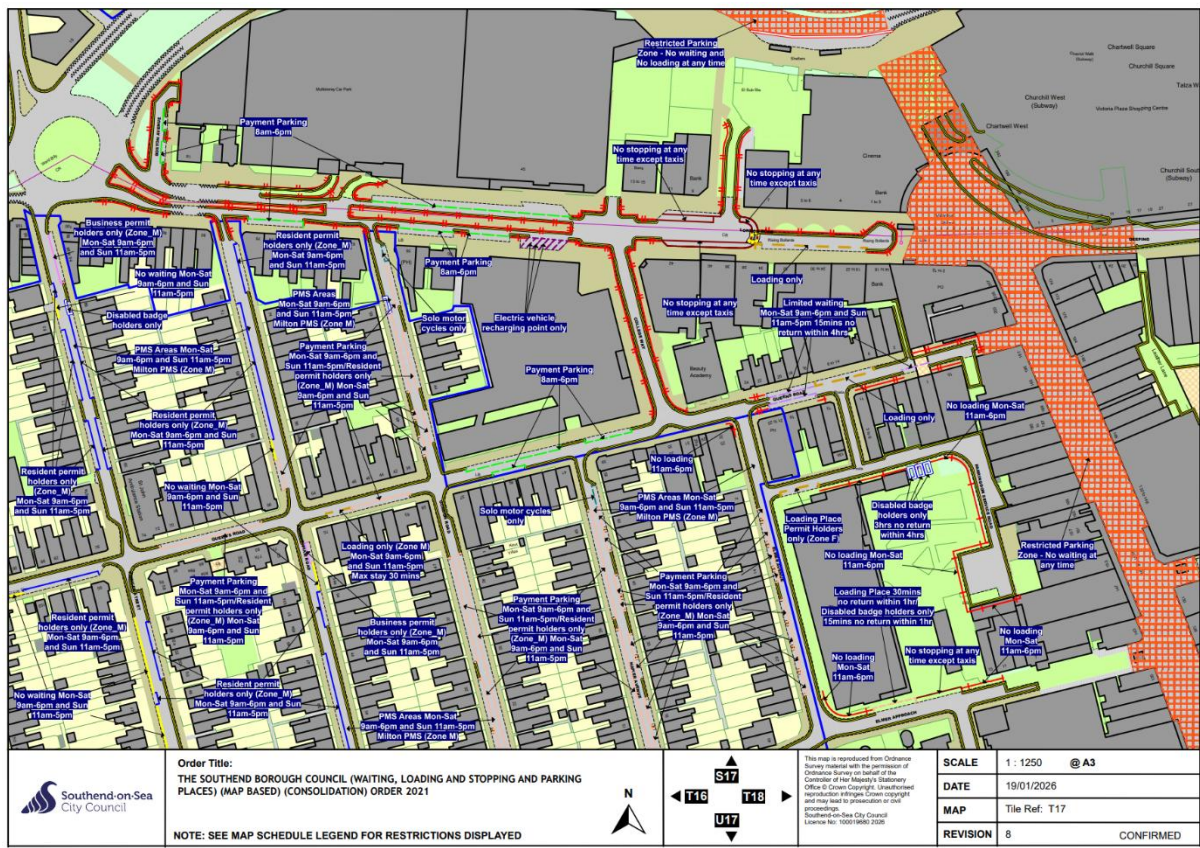 Restricted Parking
Zone - No waiting and
No loading at any time
Chartwell Square
Churchill Square
Churchill West
(Subway)
Victoria Plaza Shopping Centre
Chartwell West
(Subway)
Multistorey Car Park
El Sub Sta
Shelters
Cinema
Bank
Bank
Payment Parking
8am-6pm
No stopping at any
time except taxis
No stopping at any
time except taxis
Business permit
holders only (Zone_M)
Mon-Sat 9am-6pm
and Sun 11am-5pm
Resident permit
holders only (Zone_M)
Mon-Sat 9am-6pm
and Sun 11am-5pm
No waiting Mon-Sat
9am-6pm and Sun
11am-5pm
Disabled badge
holders only
PMS Areas
Mon-Sat 9am-6pm
and Sun 11am-5pm
Milton PMS (Zone M)
Payment Parking
8am-6pm
Solo motor
cycles only
Electric vehicle
recharging point only
No stopping at any
time except taxis
Loading only
Limited waiting
Mon-Sat 9am-6pm and Sun
11am-5pm 15mins no
return within 4hrs
Rising Bollards
Rising Bollards
Bank
PO
DEEPING
PMS Areas Mon-Sat
9am-6pm and Sun 11am-5pm
Milton PMS (Zone M)
Payment Parking
Mon-Sat 9am-6pm and
Sun 11am-5pm/Resident
permit holders only
(Zone_M) Mon-Sat
9am-6pm and Sun
11am-5pm
Payment Parking
8am-6pm
Beauty
Academy
Resident permit
holders only (Zone_M)
Mon-Sat 9am-6pm and Sun
11am-5pm
Loading only
No loading Mon-Sat
11am-6pm
Resident permit
holders only
(Zone_M)
Mon-Sat 9am-6pm
and Sun 11am-5pm
No waiting Mon-Sat
9am-6pm and Sun
11am-5pm
No loading
11am-6pm
Solo motor cycles
only
PMS Areas Mon-Sat
9am-6pm and Sun 11am-5pm
Milton PMS (Zone M)
Disabled badge
holders only
3hrs no return
within 4hrs
Loading Place
Permit Holders
only (Zone F)
QUEENS ROAD
Loading only (Zone M)
Mon-Sat 9am-6pm
and Sun 11am-5pm
Max stay 30 mins
No loading Mon-Sat
11am-6pm
Restricted Parking
Zone - No waiting at
any time
Payment Parking
Mon-Sat 9am-6pm and
Sun 11am-5pm/Resident
permit holders only
(Zone_M) Mon-Sat
9am-6pm and Sun
11am-5pm
Payment Parking
Mon-Sat 9am-6pm and
Sun 11am-5pm/Resident
permit holders only
(Zone_M) Mon-Sat
9am-6pm and Sun
11am-5pm
Loading Place 30mins
no return within 1hr/
Disabled badge holders only
15mins no return within 1hr
Resident permit
holders only (Zone_M)
Mon-Sat 9am-6pm
and Sun 11am-5pm
Business permit
holders only (Zone_M)
Mon-Sat 9am-6pm
and Sun 11am-5pm
Payment Parking
Mon-Sat 9am-6pm and
Sun 11am-5pm/Resident
permit holders only
(Zone_M) Mon-Sat
9am-6pm and Sun
11am-5pm
No loading
Mon-Sat
11am-6pm
No loading
Mon-Sat
11am-6pm
No stopping at any
time except taxis
No waiting Mon-Sat
9am-6pm and Sun
11am-5pm
Resident permit
holders only (Zone_M)
Mon-Sat 9am-6pm and Sun
11am-5pm
PMS Areas Mon-Sat
9am-6pm and Sun 11am-5pm
Milton PMS (Zone M)
ELMER APPROACH
Southend-on-Sea
City Council
Order Title:
THE SOUTHEND BOROUGH COUNCIL (WAITING, LOADING AND STOPPING AND PARKING
PLACES) (MAP BASED) (CONSOLIDATION) ORDER 2021
NOTE: SEE MAP SCHEDULE LEGEND FOR RESTRICTIONS DISPLAYED
N
S17
T16
T18
U17
This map is reproduced from Ordnance
Survey material with the permission of
Ordnance Survey on behalf of the
Controller of Her Majesty's Stationery
Office © Crown Copyright. Unauthorised
reproduction infringes Crown copyright
and may lead to prosecution or civil
proceedings.
Southend-on-Sea City Council
Licence No: 100019680 2026
SCALE 1 : 1250 @ A3
DATE 19/01/2026
MAP Tile Ref: T17
REVISION 8 CONFIRMED